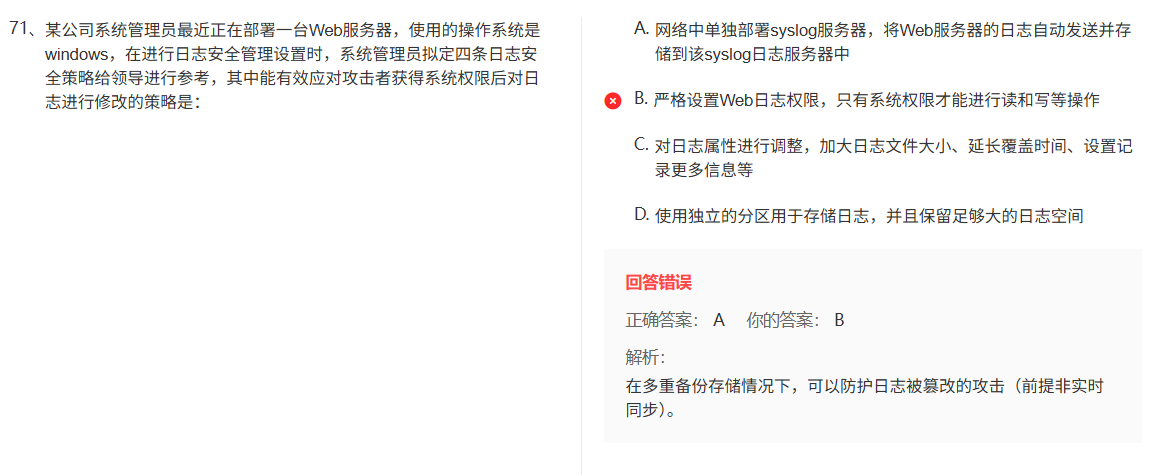 71、某公司系统管理员最近正在部署一台Web服务器，使用的操作系统是
windows，在进行日志安全管理设置时，系统管理员拟定四条日志安
全策略给领导进行参考，其中能有效应对攻击者获得系统权限后对日
志进行修改的策略是：
A. 网络中单独部署syslog服务器，将Web服务器的日志自动发送并存
储到该syslog日志服务器中
B. 严格设置Web日志权限，只有系统权限才能进行读和写等操作
C. 对日志属性进行调整，加大日志文件大小、延长覆盖时间、设置记
录更多信息等
D. 使用独立的分区用于存储日志，并且保留足够大的日志空间
回答错误
正确答案： A 你的答案： B
解析：
在多重备份存储情况下，可以防护日志被篡改的攻击（前提非实时
同步）。